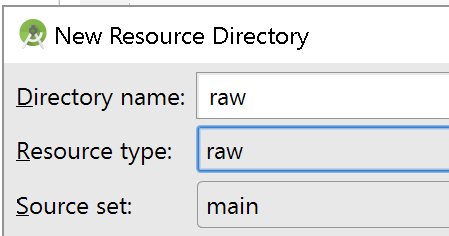 New Resource Directory
Directory name: raw
Resource type: raw
Source set: main